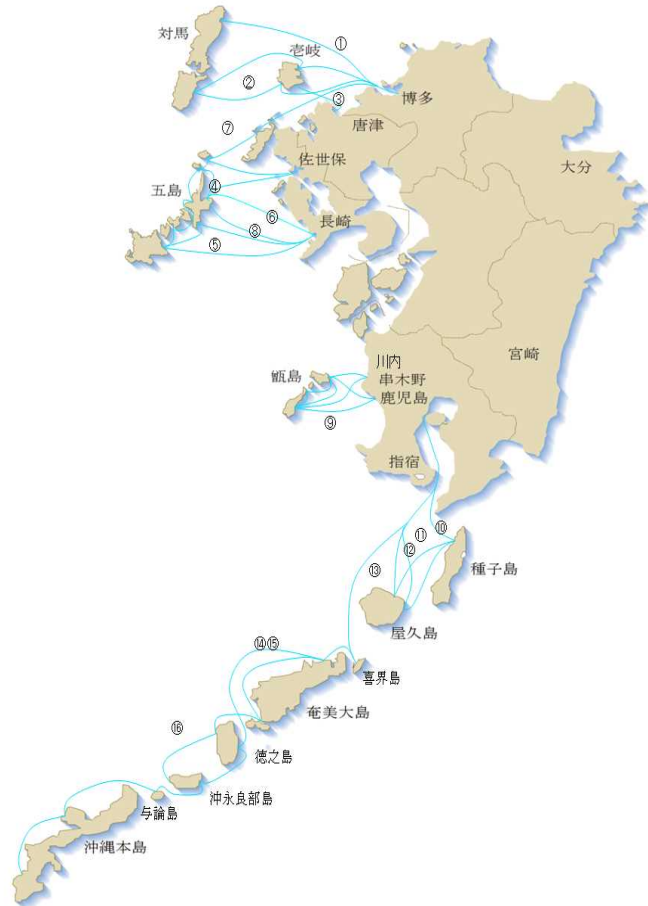 対馬
①
壱岐
②
③
博多
唐津
⑦
佐世保
大分
五島
④
⑥
長崎
⑧
⑤
宮崎
川内
甑島
串木野
鹿児島
⑨
指宿
⑩
⑪
⑫
⑬
種子島
屋久島
⑭⑮
喜界島
奄美大島
⑯
徳之島
沖永良部島
与論島
沖縄本島